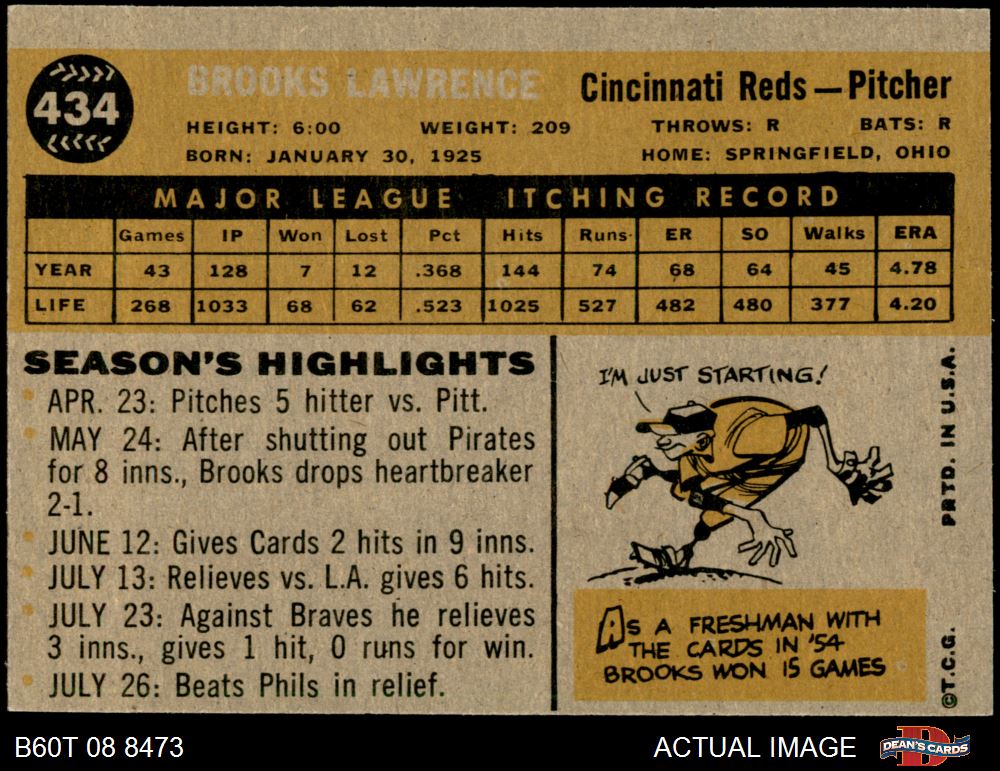 434
BROOKS LAWRENCE
Cincinnati Reds — Pitcher
HEIGHT: 6:00 WEIGHT: 209 THROWS: R BATS: R
BORN: JANUARY 30, 1925 HOME: SPRINGFIELD, OHIO
MAJOR LEAGUE ITCHING RECORD
Games IP Won Lost Pct Hits Runs ER SO Walks ERA
YEAR 43 128 7 12 .368 144 74 68 64 45 4.78
LIFE 268 1033 68 62 .523 1025 527 482 480 377 4.20
SEASON'S HIGHLIGHTS
APR. 23: Pitches 5 hitter vs. Pitt.
MAY 24: After shutting out Pirates
for 8 inns., Brooks drops heartbreaker
2-1.
JUNE 12: Gives Cards 2 hits in 9 inns.
JULY 13: Relieves vs. L.A. gives 6 hits.
JULY 23: Against Braves he relieves
3 inns., gives 1 hit, 0 runs for win.
JULY 26: Beats Phils in relief.
I'M JUST STARTING!
AS A FRESHMAN WITH
THE CARDS IN '54
BROOKS WON 15 GAMES
PRTD. IN U.S.A.
©T.C.G.
B60T 08 8473
ACTUAL IMAGE
DEAN'S CARDS